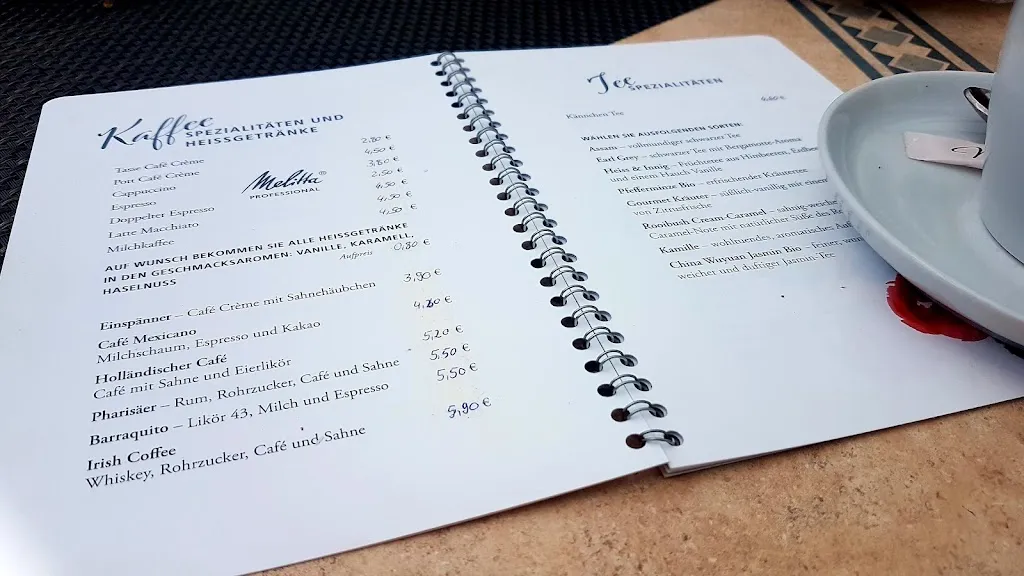 Kaffee SPEZIALITÄTEN UND
HEISSGETRÄNKE
Tasse Café Crème 2,80 €
Pott Café Crème 4,50 €
Cappuccino 3,80 €
Espresso 2,50 €
Doppelter Espresso 4,50 €
Latte Macchiato 4,50 €
Milchkaffee 4,50 €
Melitta
PROFESSIONAL
AUF WUNSCH BEKOMMEN SIE ALLE HEISSGETRÄNKE
IN DEN GESCHMACKSAROMEN: VANILLE, KARAMELL,
HASELNUSS Aufpreis 0,80 €
Einspänner – Café Crème mit Sahnehäubchen 3,90 €
Café Mexicano
Milchschaum, Espresso und Kakao
Holländischer Café 5,20 €
Café mit Sahne und Eierlikör
Pharisäer – Rum, Rohrzucker, Café und Sahne 5,50 €
Barraquito – Likör 43, Milch und Espresso 5,50 €
Irish Coffee
Whiskey, Rohrzucker, Café und Sahne 5,90 €
Tee SPEZIALITÄTEN
Kännchen Tee
WÄHLEN SIE AUS FOLGENDEN SORTEN:
Assam – vollmundiger schwarzer Tee
Earl Grey – schwarzer Tee mit Bergamotte-Aroma
Heiss & Innig – Früchtetee aus Himbeeren,
und einem Hauch Vanille
Pfefferminze Bio – erfrischender Kräutertee
Gourmet Kräuter – süßlich-vanillig mit einer
von Zitrusfrische
Rooibush Cream Caramel – sahnig-weiche
Caramel-Note mit natürlicher Süße des
Kamille – wohltuendes, aromatischer
China Wuyuan Jasmin Bio – feiner,
weicher und duftiger Jasmin-Tee